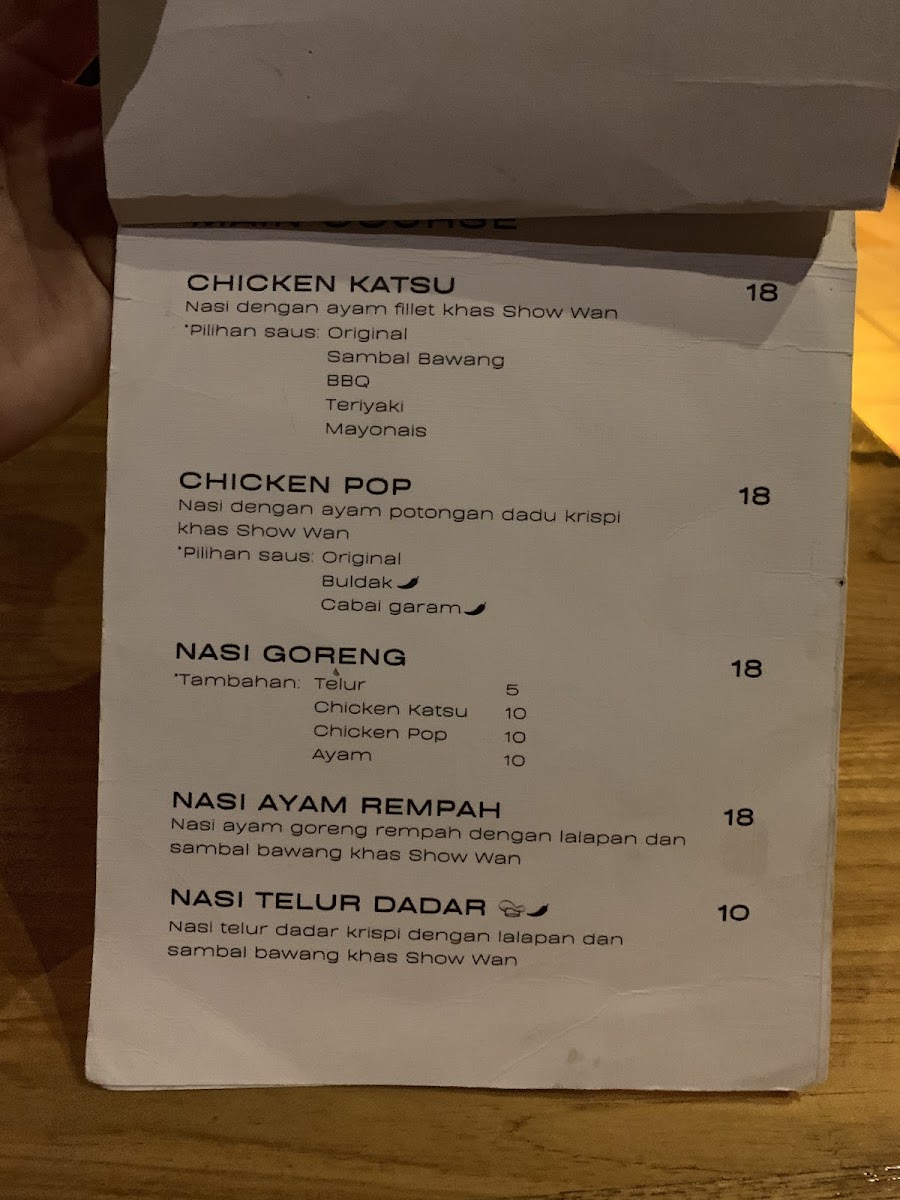 MAIN COURSE
CHICKEN KATSU 18
Nasi dengan ayam fillet khas Show Wan
*Pilihan saus: Original
Sambal Bawang
BBQ
Teriyaki
Mayonais
CHICKEN POP 18
Nasi dengan ayam potongan dadu krispi
khas Show Wan
*Pilihan saus: Original
Buldak
Cabai garam
NASI GORENG 18
*Tambahan: Telur 5
Chicken Katsu 10
Chicken Pop 10
Ayam 10
NASI AYAM REMPAH 18
Nasi ayam goreng rempah dengan lalapan dan
sambal bawang khas Show Wan
NASI TELUR DADAR 10
Nasi telur dadar krispi dengan lalapan dan
sambal bawang khas Show Wan